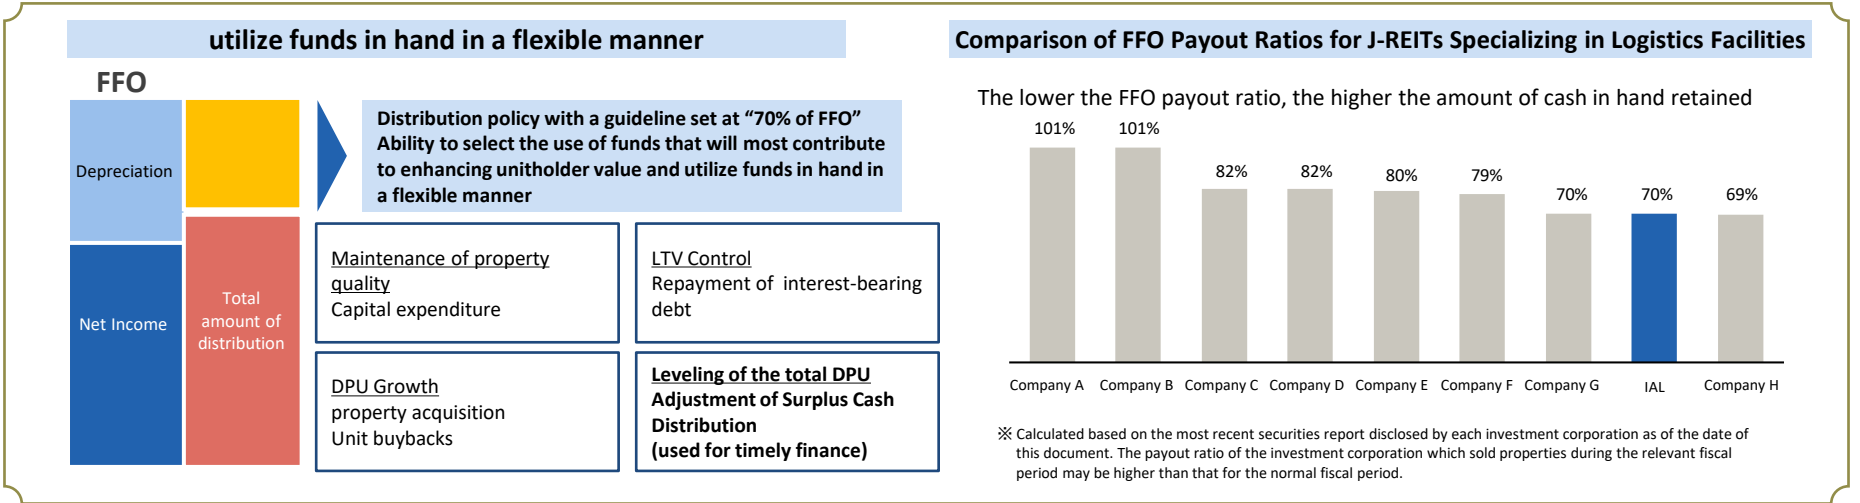 utilize funds in hand in a flexible manner
FFO
Depreciation
Net Income
Total
amount of
distribution
Distribution policy with a guideline set at “70% of FFO”
Ability to select the use of funds that will most contribute
to enhancing unitholder value and utilize funds in hand in
a flexible manner
Maintenance of property
quality
Capital expenditure
LTV Control
Repayment of interest-bearing
debt
DPU Growth
property acquisition
Unit buybacks
Leveling of the total DPU
Adjustment of Surplus Cash
Distribution
(used for timely finance)
Comparison of FFO Payout Ratios for J-REITs Specializing in Logistics Facilities
The lower the FFO payout ratio, the higher the amount of cash in hand retained
101% 101% 82% 82% 80% 79% 70% 70% 69%
Company A Company B Company C Company D Company E Company F Company G IAL Company H
※ Calculated based on the most recent securities report disclosed by each investment corporation as of the date of
this document. The payout ratio of the investment corporation which sold properties during the relevant fiscal
period may be higher than that for the normal fiscal period.